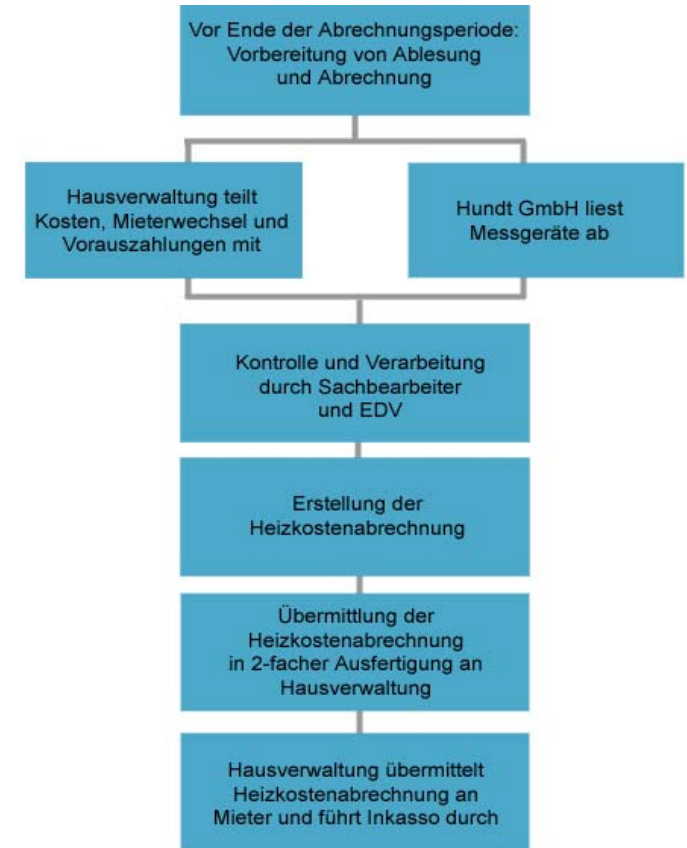 Vor Ende der Abrechnungsperiode:
Vorbereitung von Ablesung
und Abrechnung
Hausverwaltung teilt
Kosten, Mieterwechsel und
Vorauszahlungen mit
Hundt GmbH liest
Messgeräte ab
Kontrolle und Verarbeitung
durch Sachbearbeiter
und EDV
Erstellung der
Heizkostenabrechnung
Übermittlung der
Heizkostenabrechnung
in 2-facher Ausfertigung an
Hausverwaltung
Hausverwaltung übermittelt
Heizkostenabrechnung an
Mieter und führt Inkasso durch